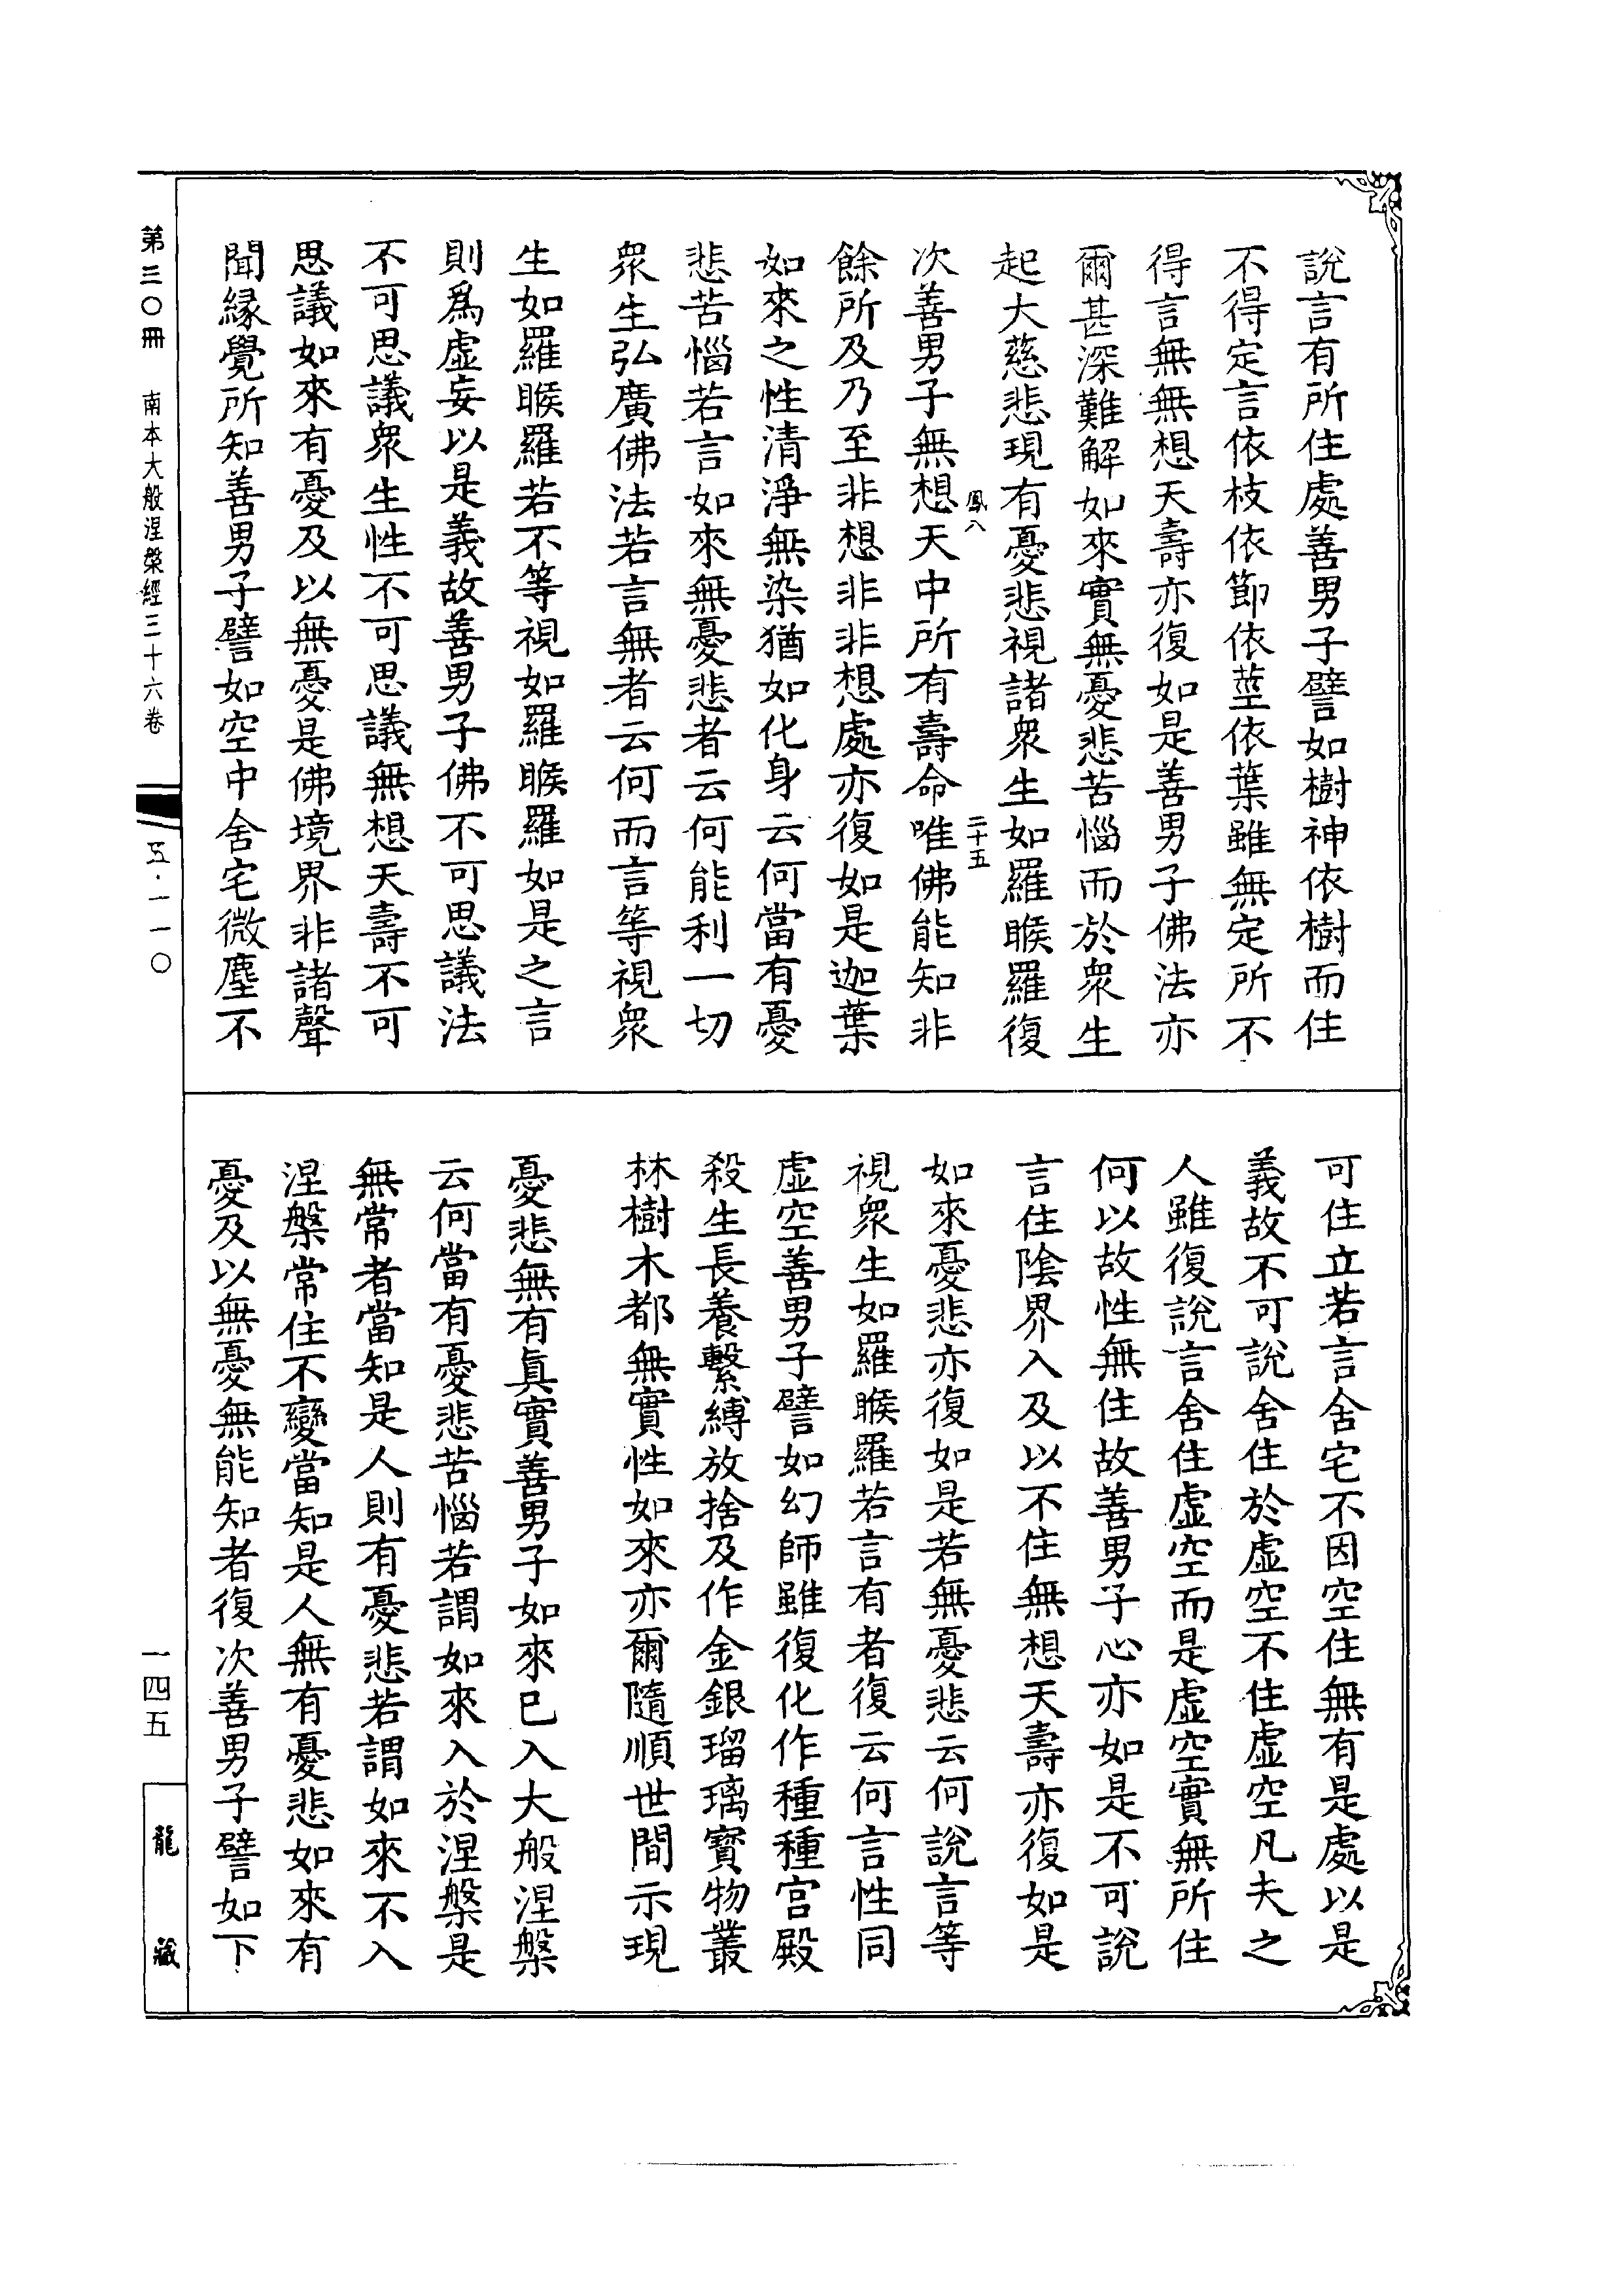 說言有所住處善男子譬如樹神依樹而住
不得定言依枝依節依莖依葉雖無定所不
得言無無想天壽亦復如是善男子佛法亦
爾甚深難解如來實無憂悲苦惱而於衆生
起大慈悲現有憂悲視諸衆生如羅睺羅復
鳳八　二十五
次善男子無想天中所有壽命唯佛能知非
餘所及乃至非想非非想處亦復如是迦葉
如來之性清淨無染猶如化身云何當有憂
悲苦惱若言如來無憂悲者云何能利一切
衆生弘廣佛法若言無者云何而言等視衆
生如羅睺羅若不等視如羅睺羅如是之言
則爲虛妄以是義故善男子佛不可思議法
不可思議衆生性不可思議無想天壽不可
思議如來有憂及以無憂是佛境界非諸聲
聞緣覺所知善男子譬如空中舍宅微塵不
可住立若言舍宅不因空住無有是處以是
義故不可說舍住於虛空不住虛空凡夫之
人雖復說言舍住虛空而是虛空實無所住
何以故性無住故善男子心亦如是不可說
言住陰界入及以不住無想天壽亦復如是
如來憂悲亦復如是若無憂悲云何說言等
視衆生如羅睺羅若言有者復云何言性同
虛空善男子譬如幻師雖復化作種種宮殿
殺生長養繫縛放捨及作金銀瑠璃寶物叢
林樹木都無實性如來亦爾隨順世間示現
憂悲無有眞實善男子如來已入大般涅槃
云何當有憂悲苦惱若謂如來入於涅槃是
無常者當知是人則有憂悲若謂如來不入
涅槃常住不變當知是人無有憂悲如來有
憂及以無憂無能知者復次善男子譬如下
第三〇冊　南本大般涅槃經三十六卷
五·一一〇
一四五
龍藏